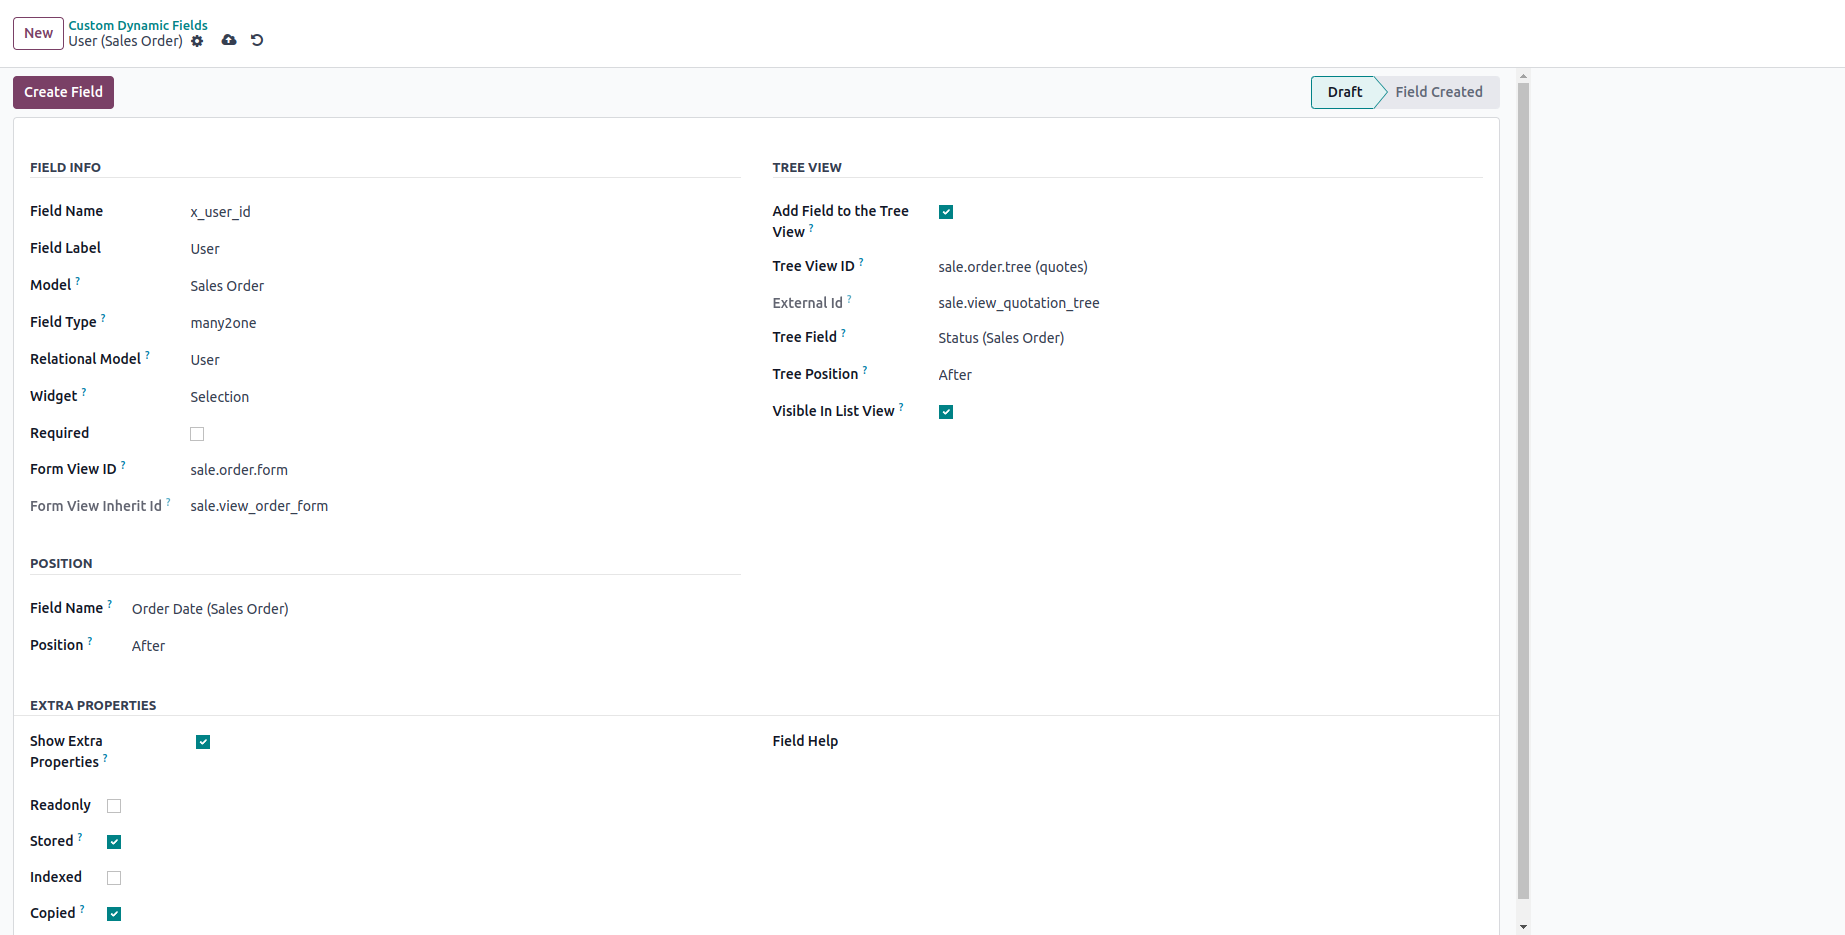 New
Custom Dynamic Fields
User (Sales Order)
Create Field
Draft
Field Created
FIELD INFO
Field Name x_user_id
Field Label User
Model ? Sales Order
Field Type ? many2one
Relational Model ? User
Widget ? Selection
Required
Form View ID ? sale.order.form
Form View Inherit Id ? sale.view_order_form
TREE VIEW
Add Field to the Tree
View ?
Tree View ID ? sale.order.tree (quotes)
External Id ? sale.view_quotation_tree
Tree Field ? Status (Sales Order)
Tree Position ? After
Visible In List View ?
POSITION
Field Name ? Order Date (Sales Order)
Position ? After
EXTRA PROPERTIES
Show Extra
Properties ?
Field Help
Readonly
Stored ?
Indexed
Copied ?